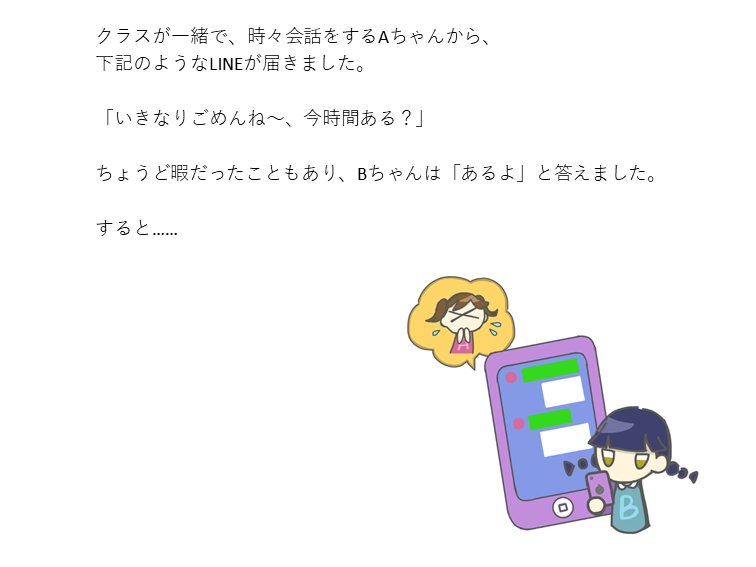 クラスが一緒で、時々会話をするAちゃんから、
下記のようなLINEが届きました。
「いきなりごめんね～、今時間ある？」
ちょうど暇だったこともあり、Bちゃんは「あるよ」と答えました。
すると……
A
B